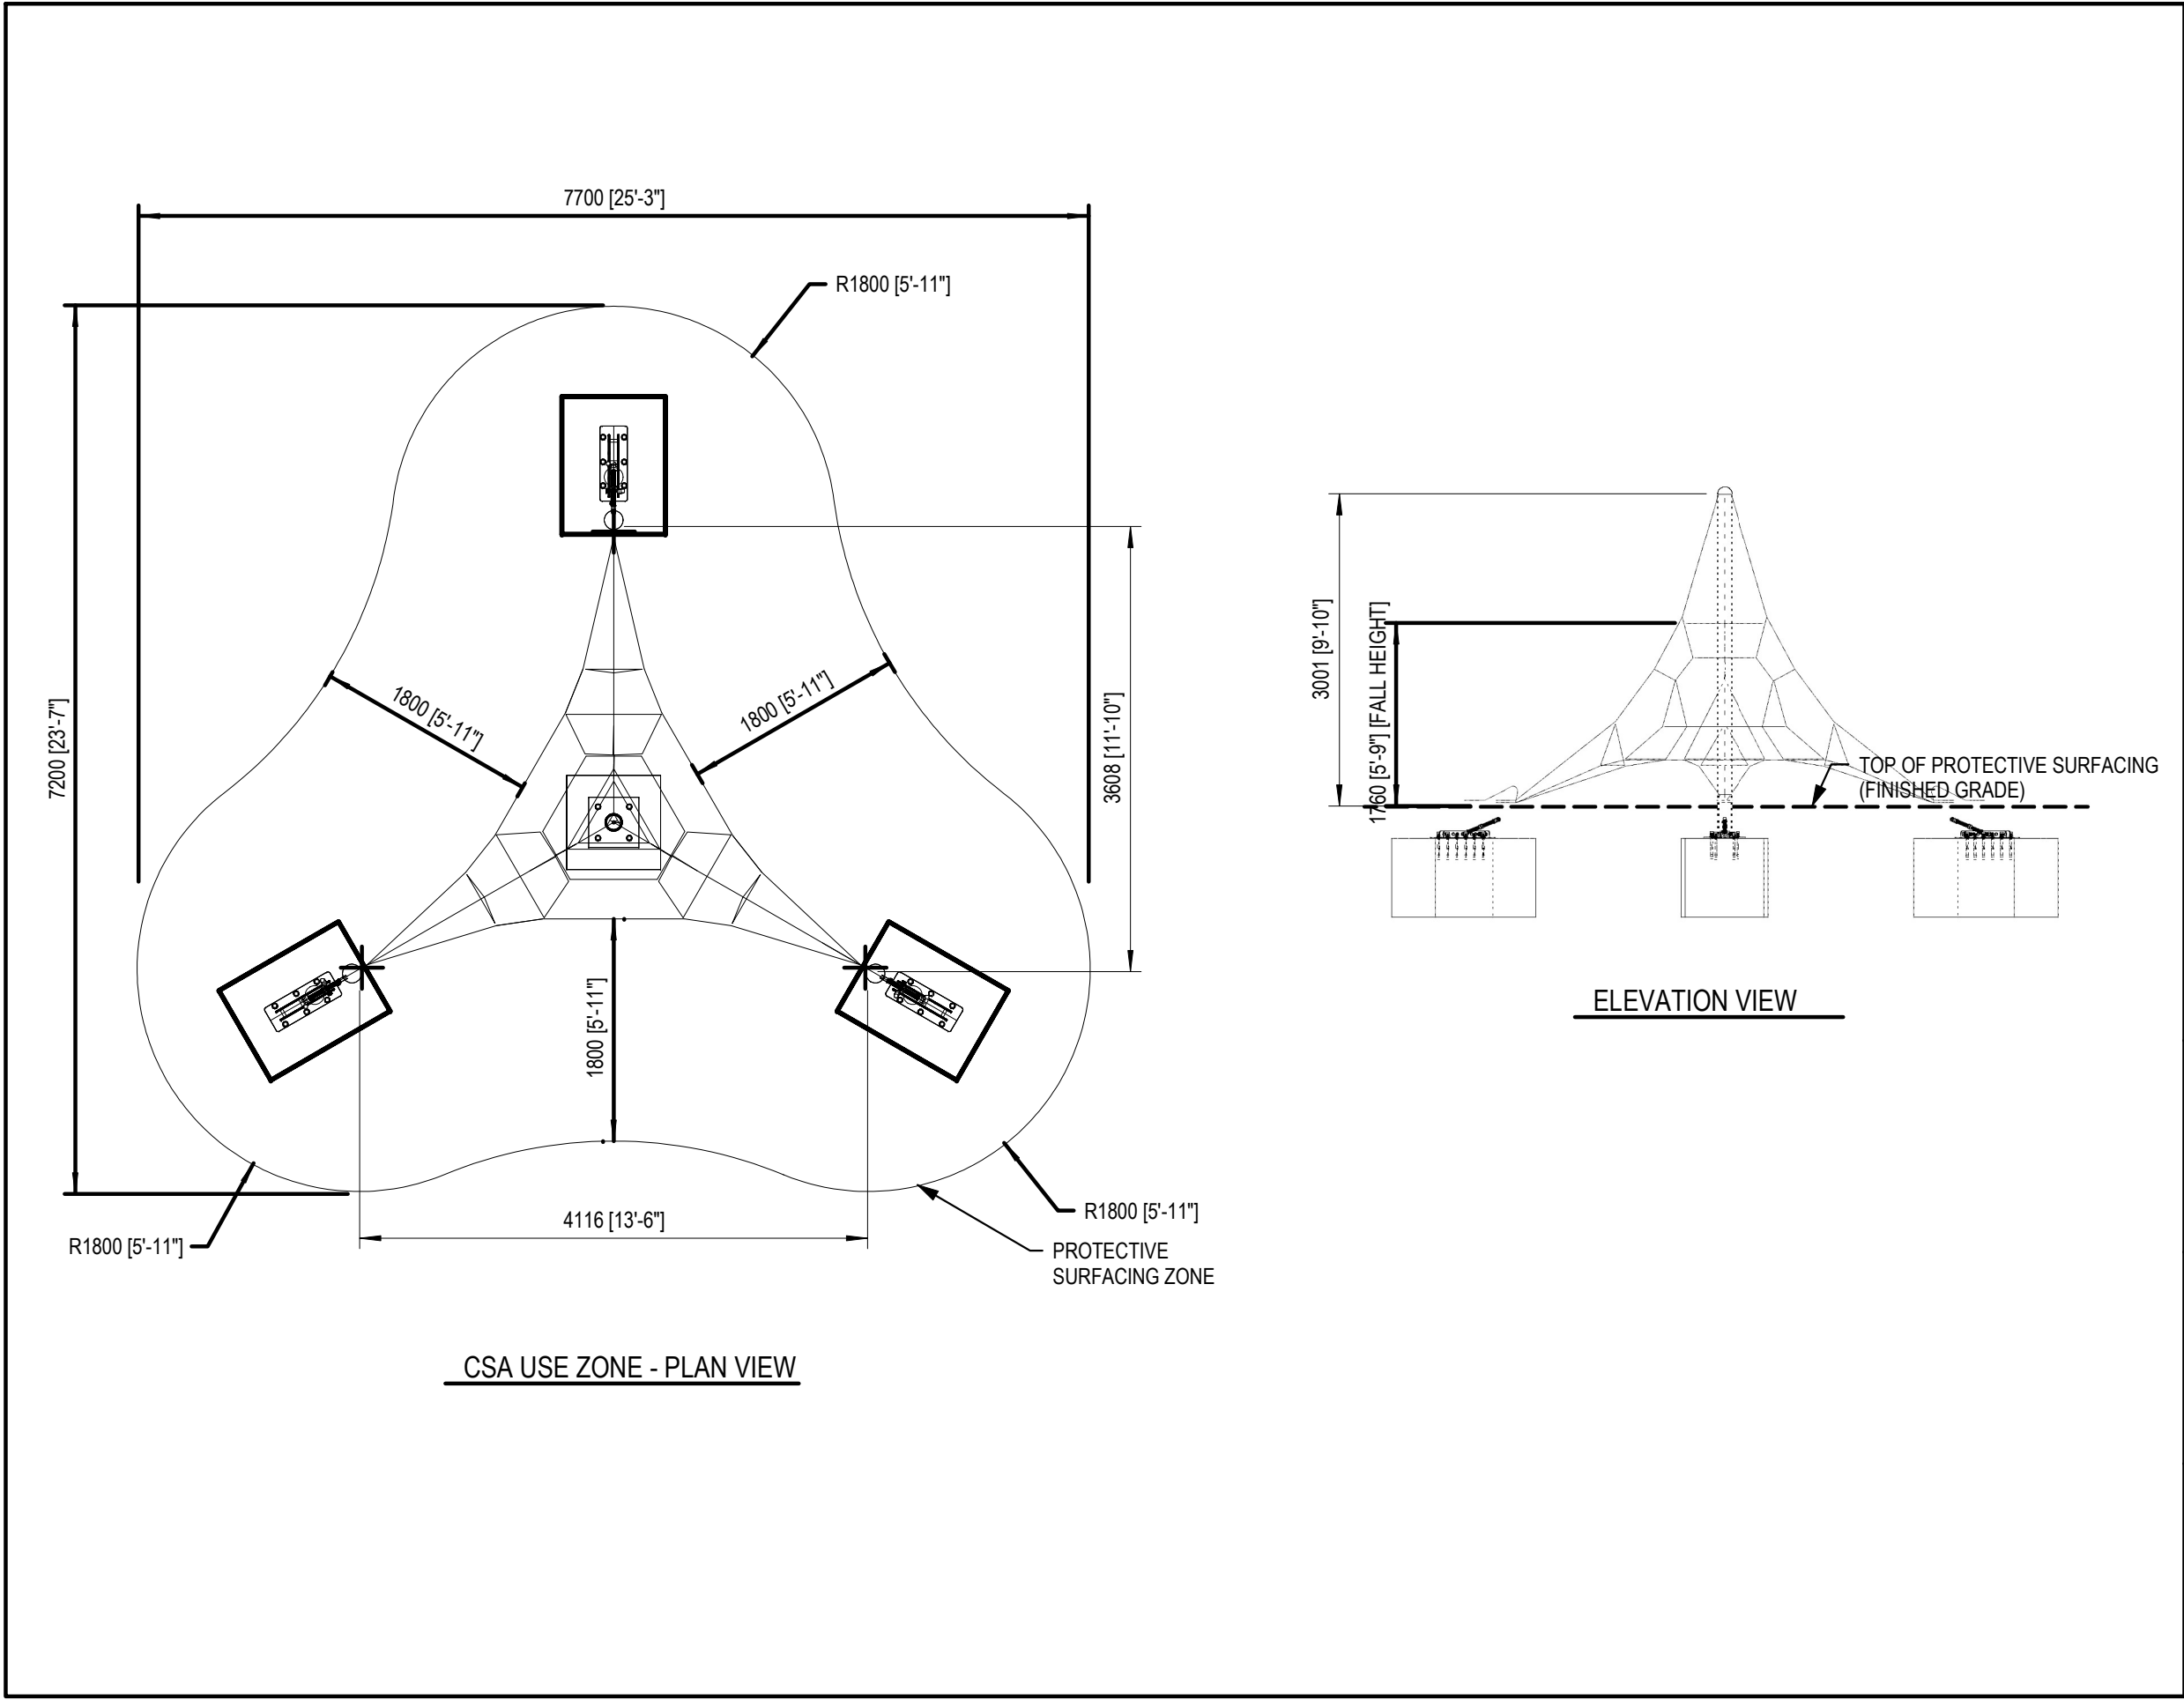 7700 [25'-3"]
R1800 [5'-11"]
1800 [5'-11"]
1800 [5'-11"]
7200 [23'-7"]
3608 [11'-10"]
1800 [5'-11"]
4116 [13'-6"]
R1800 [5'-11"]
R1800 [5'-11"]
PROTECTIVE
SURFACING ZONE
CSA USE ZONE - PLAN VIEW
3001 [9'-10"]
1760 [5'-9"] [FALL HEIGHT]
TOP OF PROTECTIVE SURFACING
(FINISHED GRADE)
ELEVATION VIEW